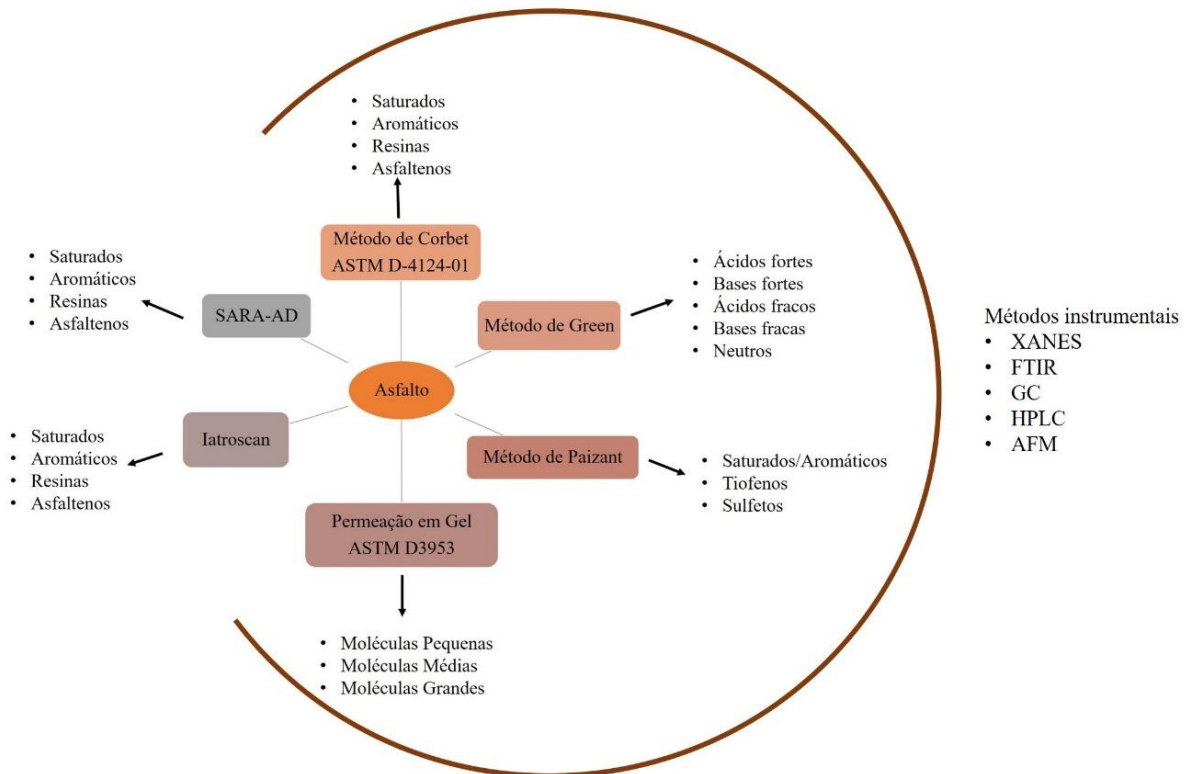 • Saturados
• Aromáticos
• Resinas
• Asfaltenos
Método de Corbet
ASTM D-4124-01
• Saturados
• Aromáticos
• Resinas
• Asfaltenos
SARA-AD
Método de Green
• Ácidos fortes
• Bases fortes
• Ácidos fracos
• Bases fracas
• Neutros
Métodos instrumentais
• XANES
• FTIR
• GC
• HPLC
• AFM
Asfalto
• Saturados
• Aromáticos
• Resinas
• Asfaltenos
Iatroscan
Método de Paizant
• Saturados/Aromáticos
• Tiofenos
• Sulfetos
Permeação em Gel
ASTM D3953
• Moléculas Pequenas
• Moléculas Médias
• Moléculas Grandes